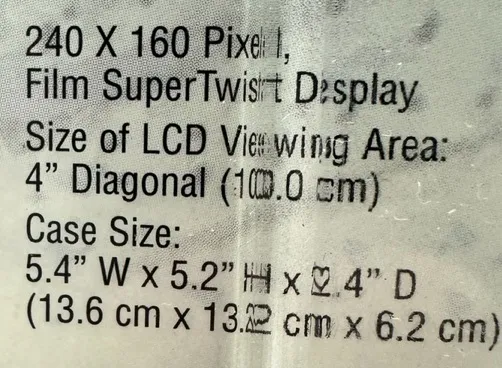 240 X 160 Pixel,
Film SuperTwist Display
Size of LCD Viewing Area:
4” Diagonal (10.0 cm)
Case Size:
5.4” W x 5.2” H x 2.4” D
(13.6 cm x 13.2 cm x 6.2 cm)